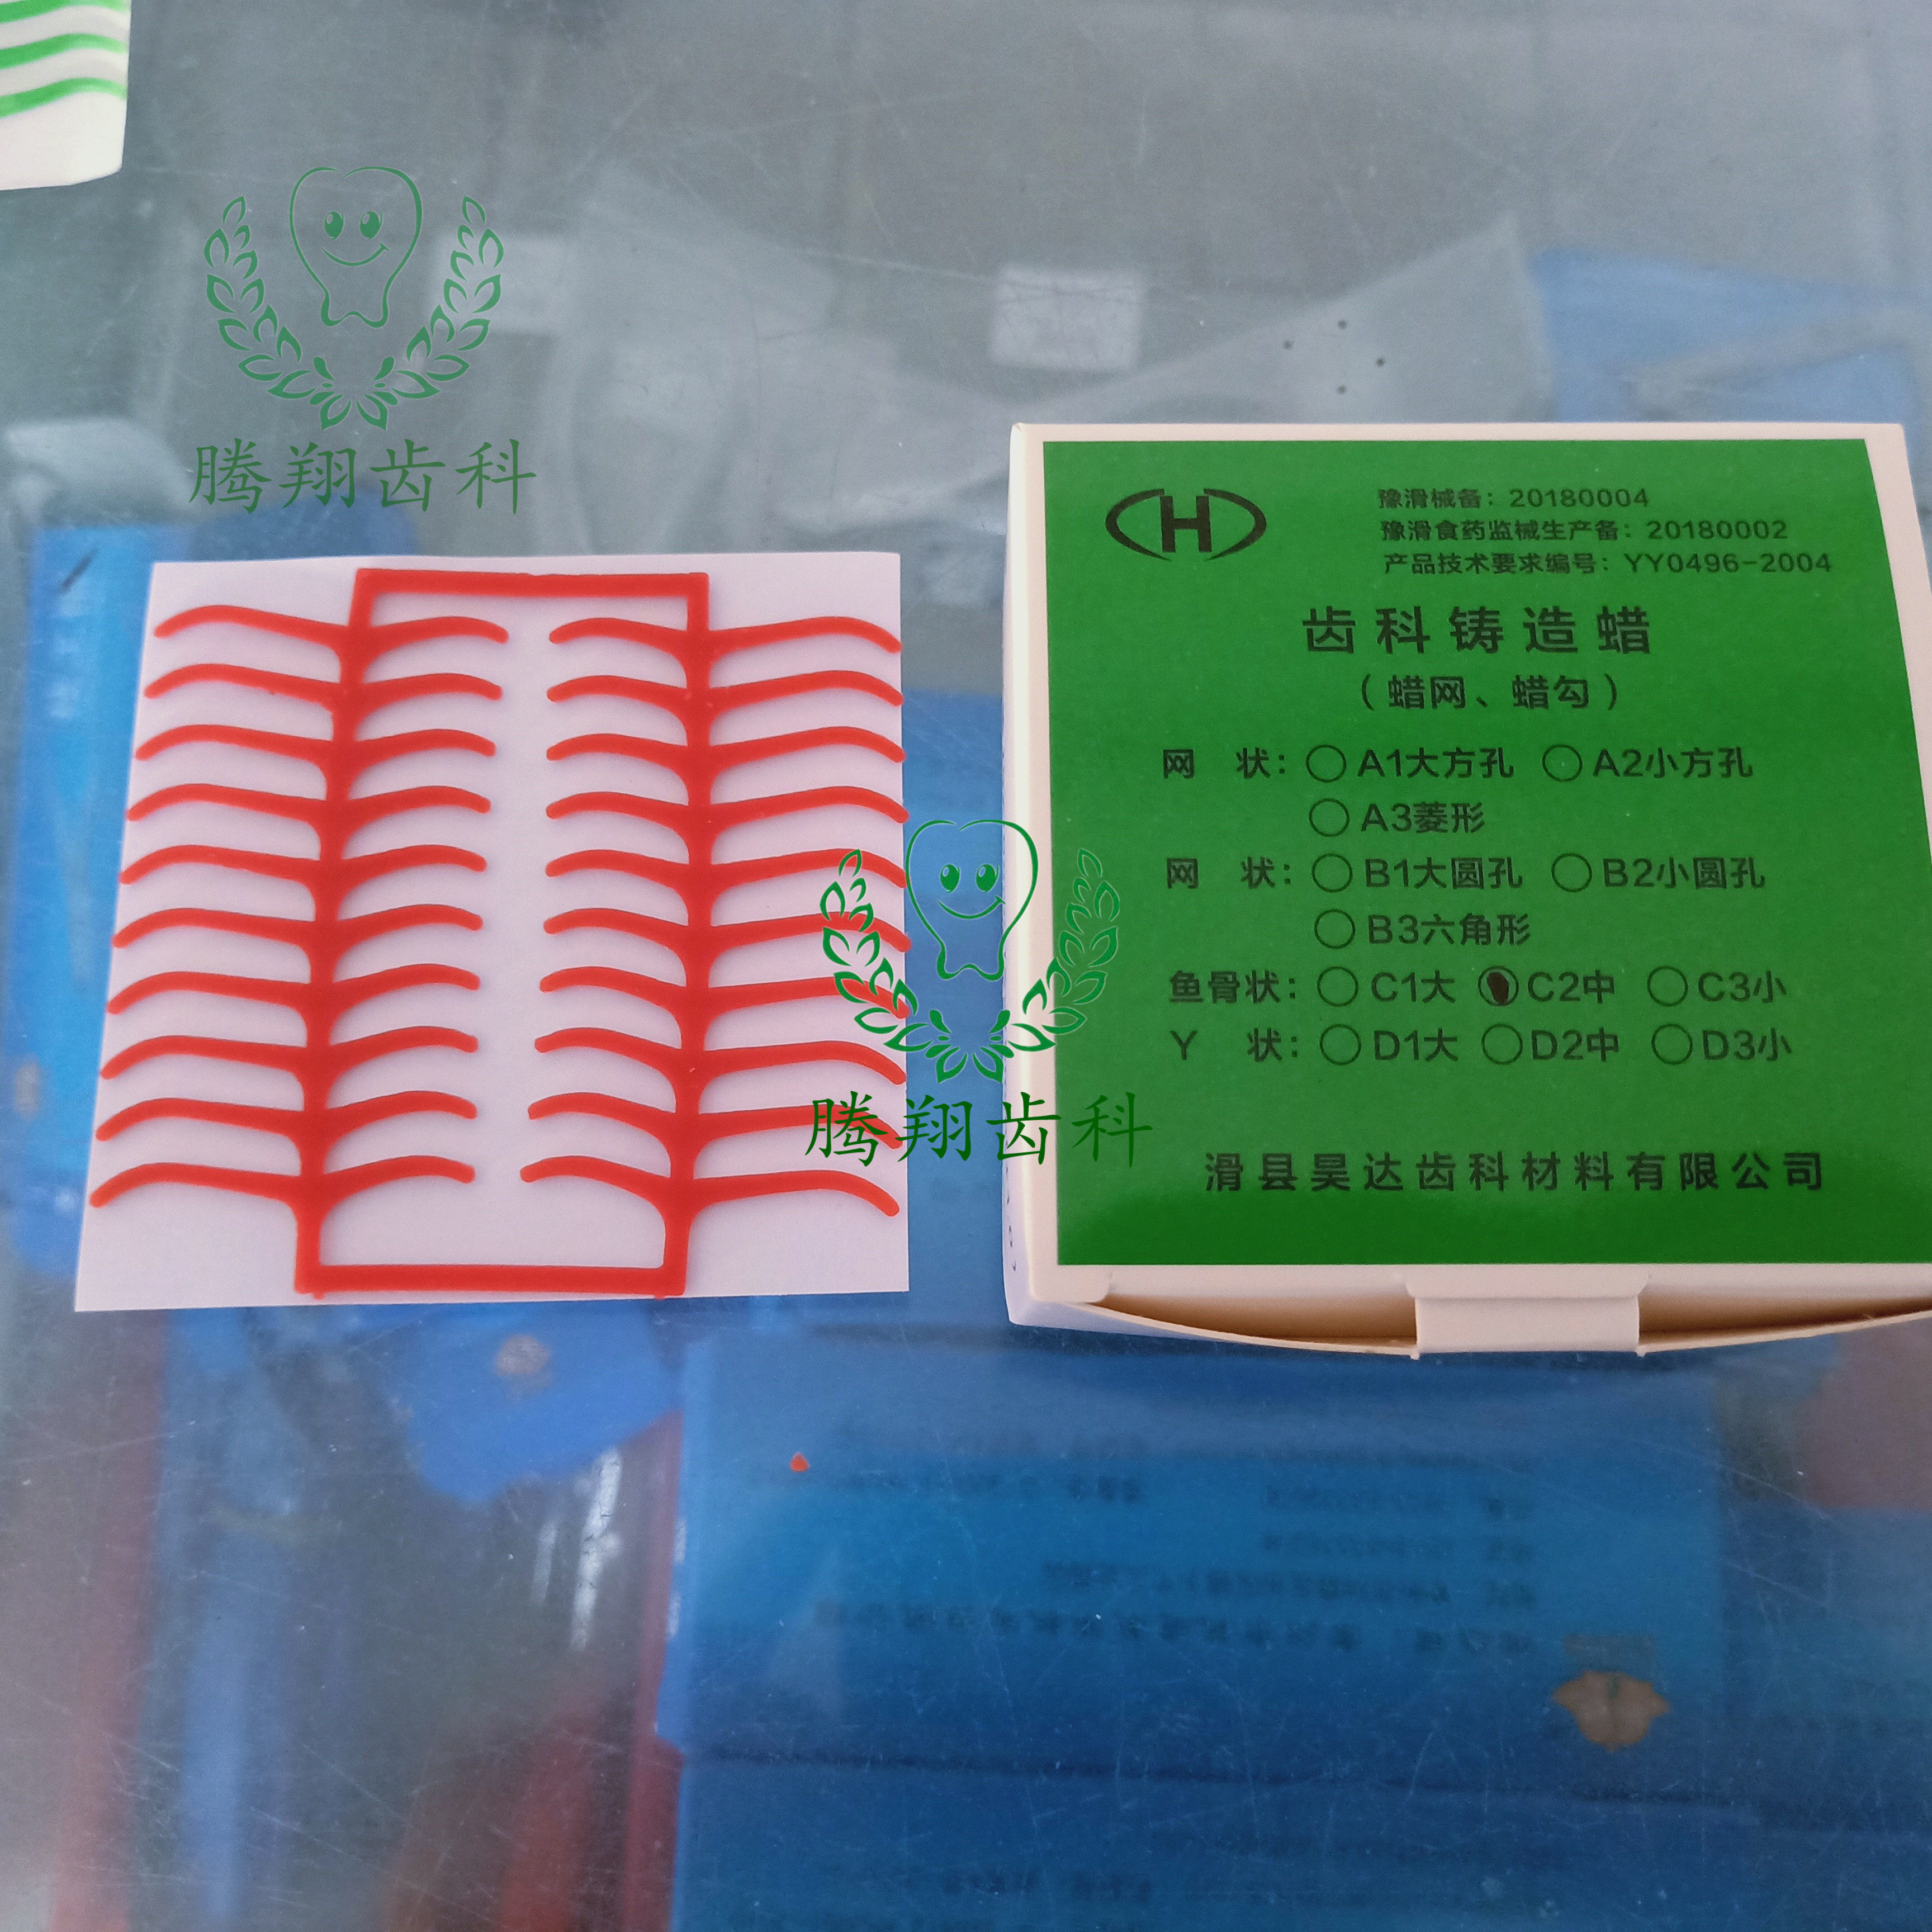 腾翔齿科
H
豫滑械备：20180004
豫滑食药监械生产备：20180002
产品技术要求编号：YY0496-2004
齿科铸造蜡
（蜡网、蜡勾）
网 状：○A1大方孔 ○A2小方孔
○A3菱形
网 状：○B1大圆孔 ○B2小圆孔
○B3六角形
鱼骨状：○C1大 ○C2中 ○C3小
Y 状：○D1大 ○D2中 ○D3小
腾翔齿科
滑县昊达齿科材料有限公司